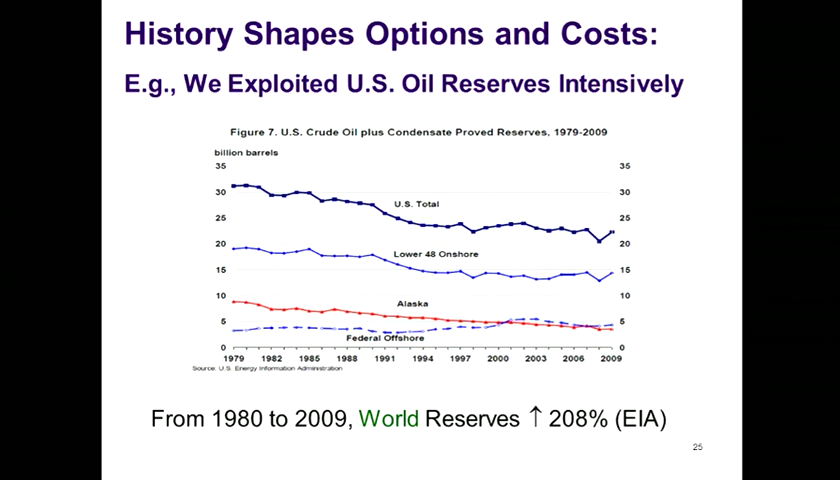 History Shapes Options and Costs:
E.g., We Exploited U.S. Oil Reserves Intensively
Figure 7. U.S. Crude Oil plus Condensate Proved Reserves, 1979-2009
billion barrels
35 35
30 30
U.S. Total
25 25
20 20
Lower 48 Onshore
15 15
10 10
Alaska
5 5
Federal Offshore
0 0
1979 1982 1985 1988 1991 1994 1997 2000 2003 2006 2009
Source: U.S. Energy Information Administration
From 1980 to 2009, World Reserves ↑ 208% (EIA)
25